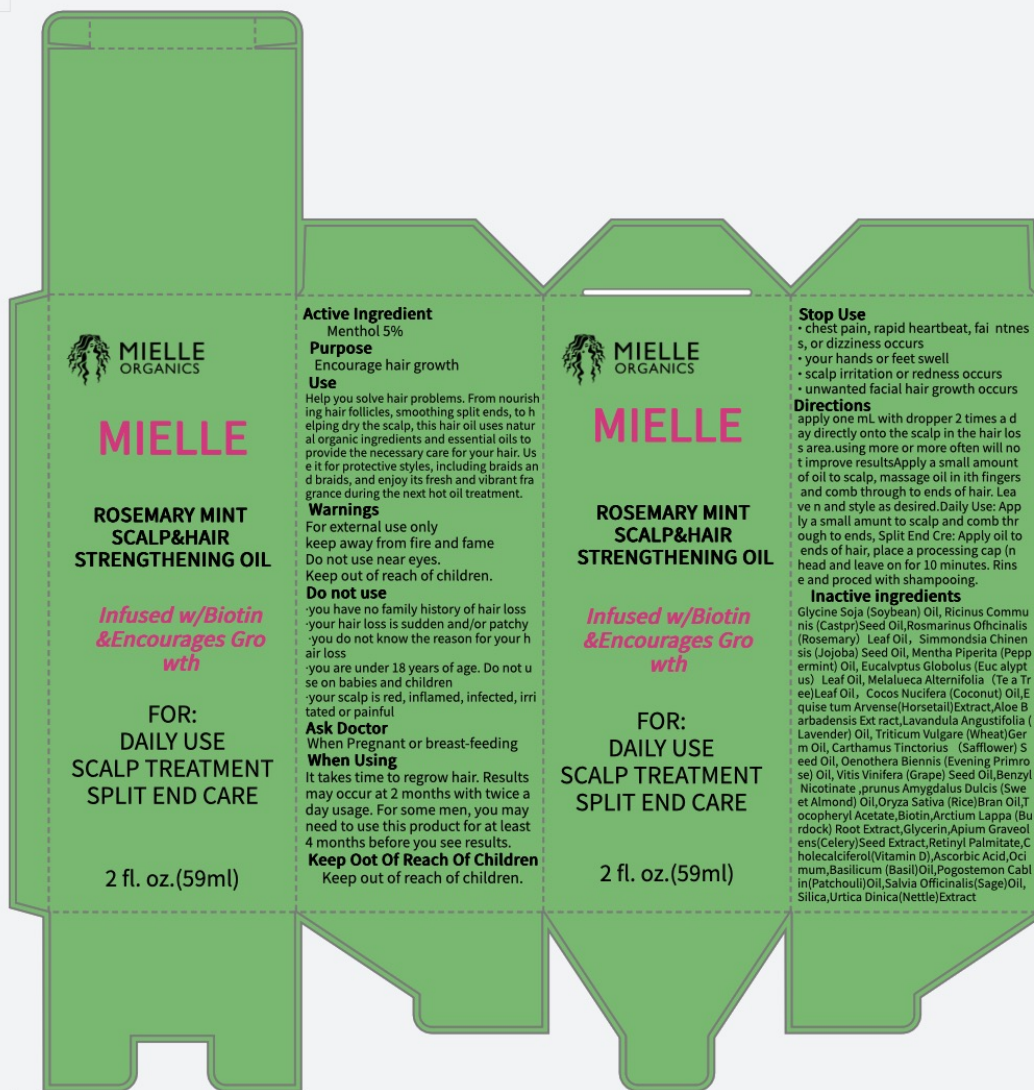 MIELLE
ORGANICS
MIELLE
ROSEMARY MINT
SCALP&HAIR
STRENGTHENING OIL
Infused w/Biotin
&Encourages Gro
wth
FOR:
DAILY USE
SCALP TREATMENT
SPLIT END CARE
2 fl. oz.(59ml)
Active Ingredient
Menthol 5%
Purpose
Encourage hair growth
Use
Help you solve hair problems. From nourish
ing hair follicles, smoothing split ends, to h
elping dry the scalp, this hair oil uses natur
al organic ingredients and essential oils to
provide the necessary care for your hair. Us
e it for protective styles, including braids an
d braids, and enjoy its fresh and vibrant fra
grance during the next hot oil treatment.
Warnings
For external use only
keep away from fire and fame
Do not use near eyes.
Keep out of reach of children.
Do not use
·you have no family history of hair loss
·your hair loss is sudden and/or patchy
·you do not know the reason for your h
air loss
·you are under 18 years of age. Do not u
se on babies and children
·your scalp is red, inflamed, infected, irri
tated or painful
Ask Doctor
When Pregnant or breast-feeding
When Using
It takes time to regrow hair. Results
may occur at 2 months with twice a
day usage. For some men, you may
need to use this product for at least
4 months before you see results.
Keep Oot Of Reach Of Children
Keep out of reach of children.
MIELLE
ORGANICS
MIELLE
ROSEMARY MINT
SCALP&HAIR
STRENGTHENING OIL
Infused w/Biotin
&Encourages Gro
wth
FOR:
DAILY USE
SCALP TREATMENT
SPLIT END CARE
2 fl. oz.(59ml)
Stop Use
· chest pain, rapid heartbeat, fai ntnes
s, or dizziness occurs
· your hands or feet swell
· scalp irritation or redness occurs
· unwanted facial hair growth occurs
Directions
apply one mL with dropper 2 times a d
ay directly onto the scalp in the hair los
s area.using more or more often will no
t improve resultsApply a small amount
of oil to scalp, massage oil in ith fingers
and comb through to ends of hair. Lea
ve n and style as desired.Daily Use: App
ly a small amunt to scalp and comb thr
ough to ends, Split End Cre: Apply oil to
ends of hair, place a processing cap (n
head and leave on for 10 minutes. Rins
e and proced with shampooing.
Inactive ingredients
Glycine Soja (Soybean) Oil, Ricinus Commu
nis (Castpr)Seed Oil,Rosmarinus Ofhcinalis
(Rosemary) Leaf Oil, Simmondsia Chinen
sis (Jojoba) Seed Oil, Mentha Piperita (Pepp
ermint) Oil, Eucalvptus Globolus (Euc alypt
us) Leaf Oil, Melalueca Alternifolia (Te a Tr
ee)Leaf Oil, Cocos Nucifera (Coconut) Oil,E
quise tum Arvense(Horsetail)Extract,Aloe B
arbadensis Ext ract,Lavandula Angustifolia (
Lavender) Oil, Triticum Vulgare (Wheat)Ger
m Oil, Carthamus Tinctorius (Safflower) S
eed Oil, Oenothera Biennis (Evening Primro
se) Oil, Vitis Vinifera (Grape) Seed Oil,Benzyl
Nicotinate ,prunus Amygdalus Dulcis (Swe
et Almond) Oil,Oryza Sativa (Rice)Bran Oil,T
ocopheryl Acetate,Biotin,Arctium Lappa (Bu
rdock) Root Extract,Glycerin,Apium Graveol
ens(Celery)Seed Extract,Retinyl Palmitate,C
holecalciferol(Vitamin D),Ascorbic Acid,Oci
mum,Basilicum (Basil)Oil,Pogostemon Cabl
in(Patchouli)Oil,Salvia Officinalis(Sage)Oil,
Silica,Urtica Dinica(Nettle)Extract